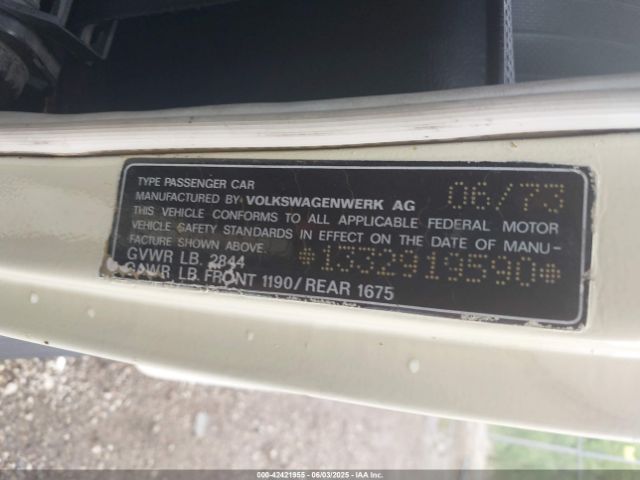 TYPE PASSENGER CAR
MANUFACTURED BY VOLKSWAGENWERK AG 06/73
THIS VEHICLE CONFORMS TO ALL APPLICABLE FEDERAL MOTOR
VEHICLE SAFETY STANDARDS IN EFFECT ON THE DATE OF MANU-
FACTURE SHOWN ABOVE
GVWR LB. 2844 *1332919590*
GAWR LB. FRONT 1190/REAR 1675
000-42421955 - 06/03/2025 - IAAI